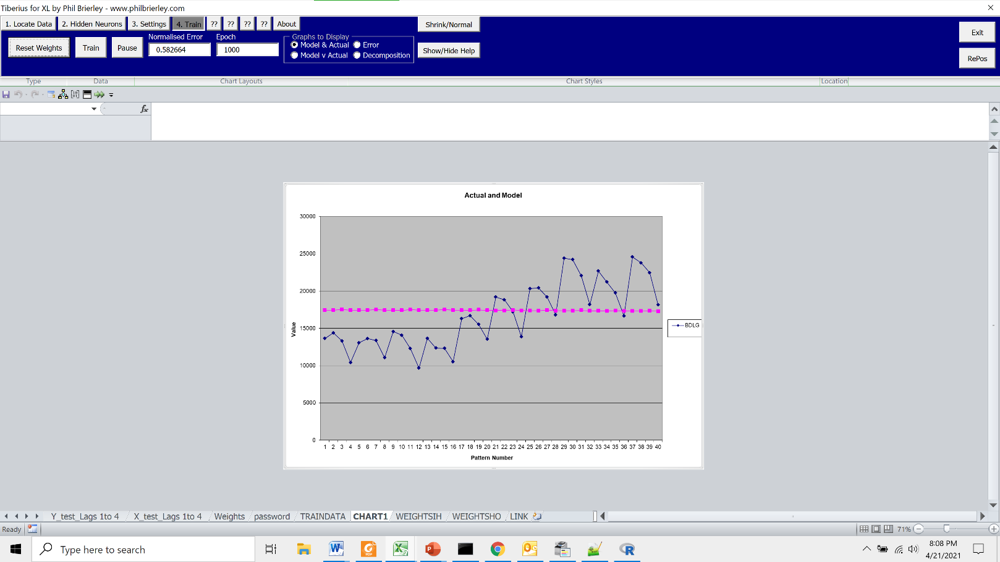 Tiberius for XL by Phil Brierley - www.philbrierley.com
1. Locate Data 2. Hidden Neurons 3. Settings 4. Train ?? ?? ?? ?? About
Shrink/Normal
Exit
Reset Weights Train Pause
Normalised Error Epoch
0.582664 1000
Graphs to Display
Model & Actual Error
Model v Actual Decomposition
Show/Hide Help
RePos
Type Data Chart Layouts Chart Styles Location
fx
Actual and Model
30000
25000
20000
15000
10000
5000
0
Value
BDLG
1 2 3 4 5 6 7 8 9 10 11 12 13 14 15 16 17 18 19 20 21 22 23 24 25 26 27 28 29 30 31 32 33 34 35 36 37 38 39 40
Pattern Number
Y_test_Lags 1to 4 X_test_Lags 1to 4 Weights password TRAINDATA CHART1 WEIGHTSIH WEIGHTSHO LINK
Ready 71%
Type here to search
8:08 PM
4/21/2021